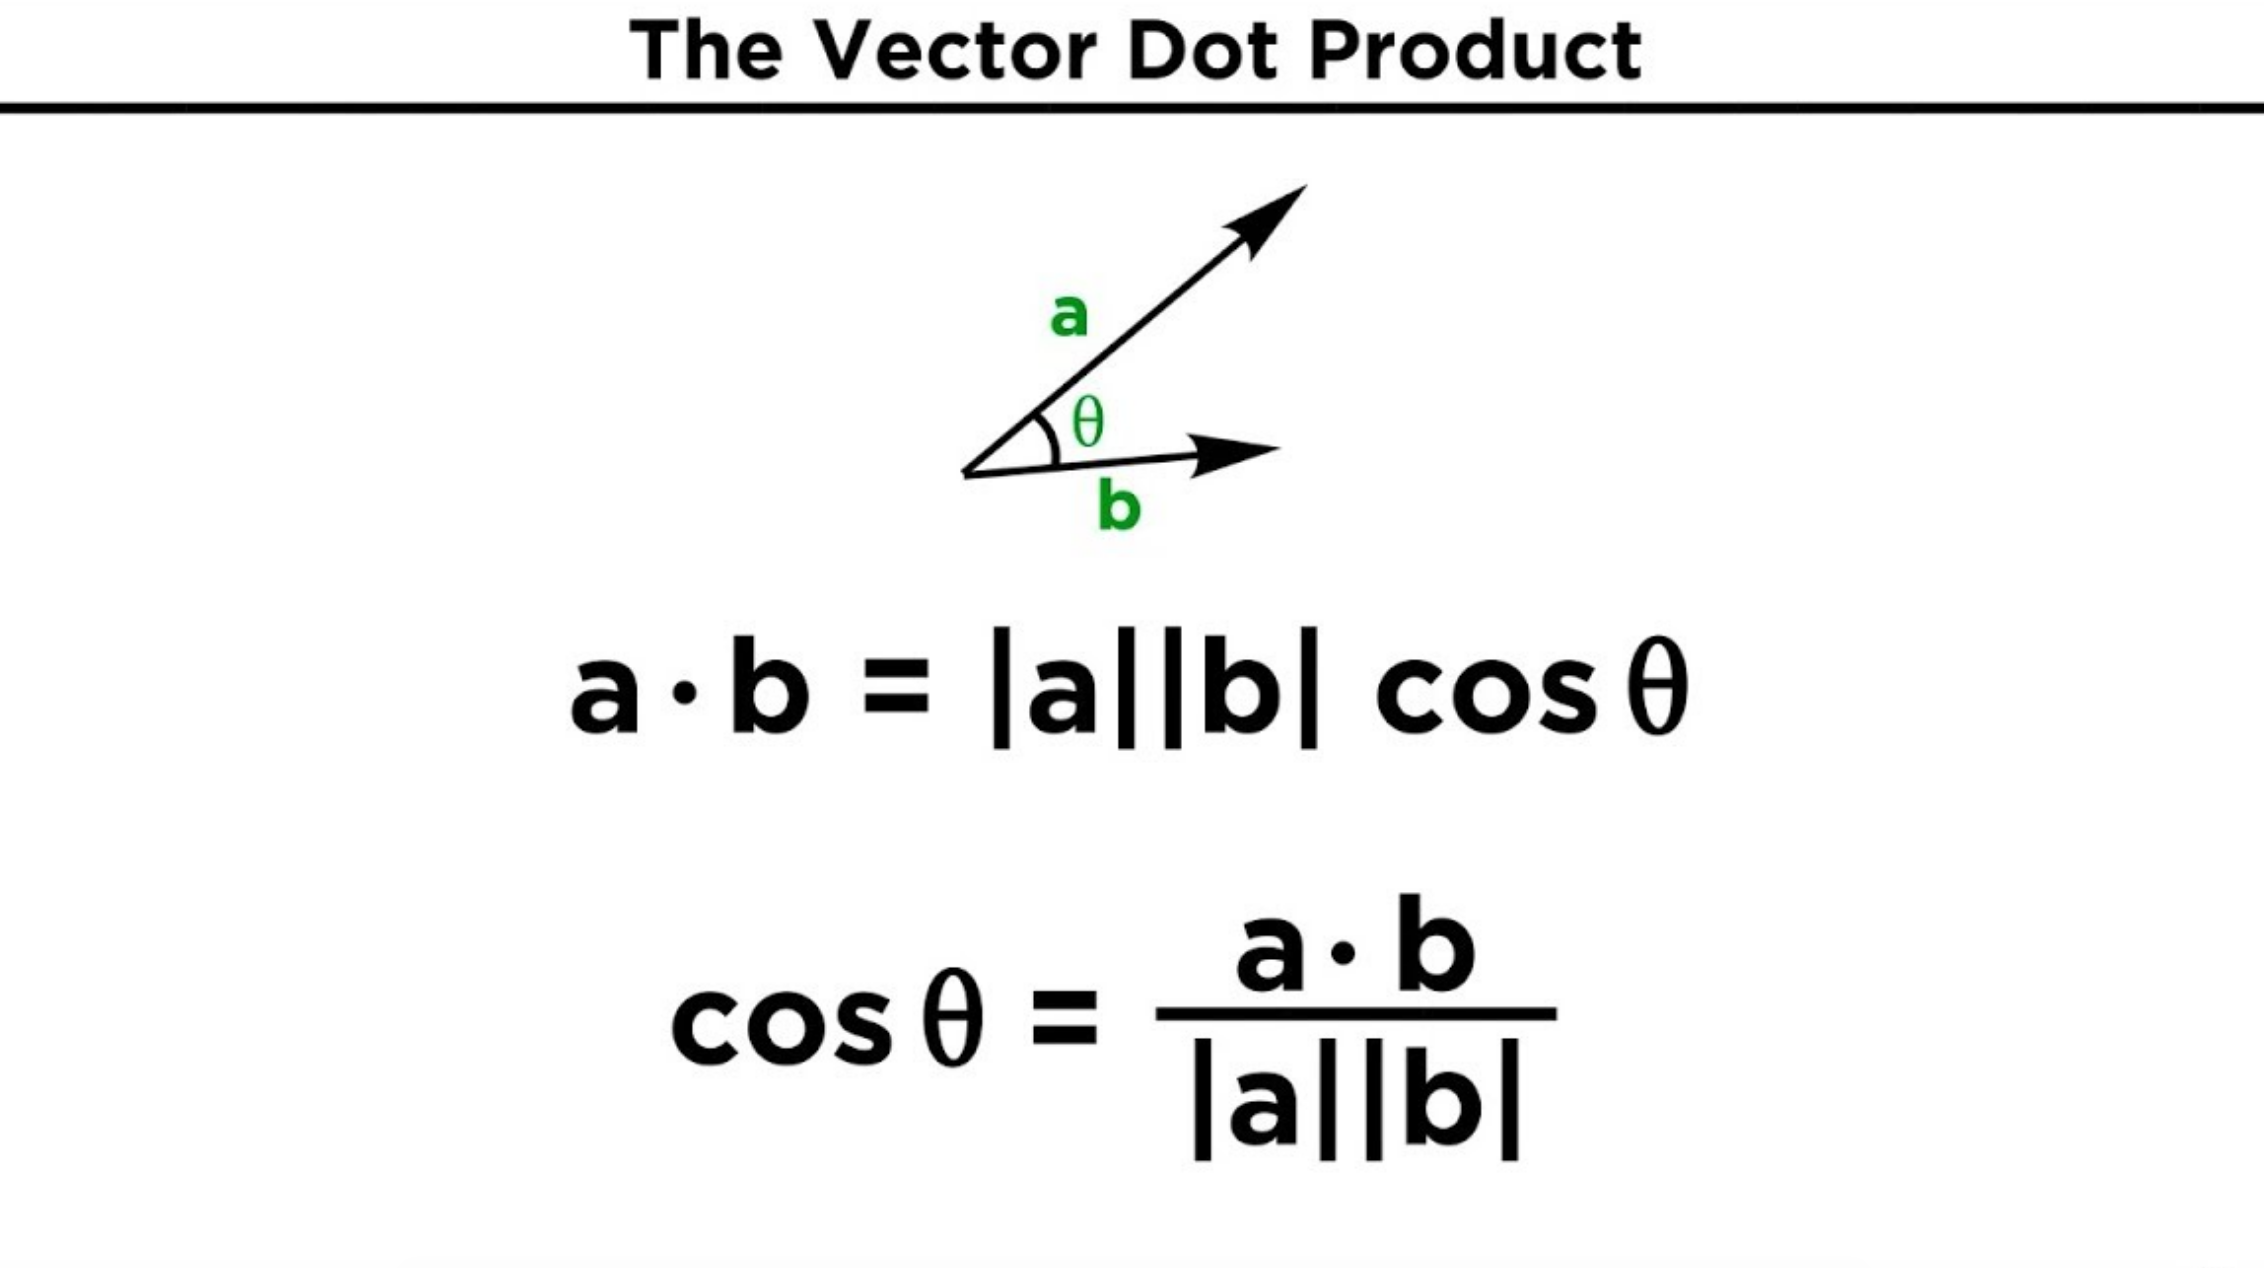 The Vector Dot Product
a
θ
b
a · b = |a||b| cos θ
a · b
cos θ =
|a||b|